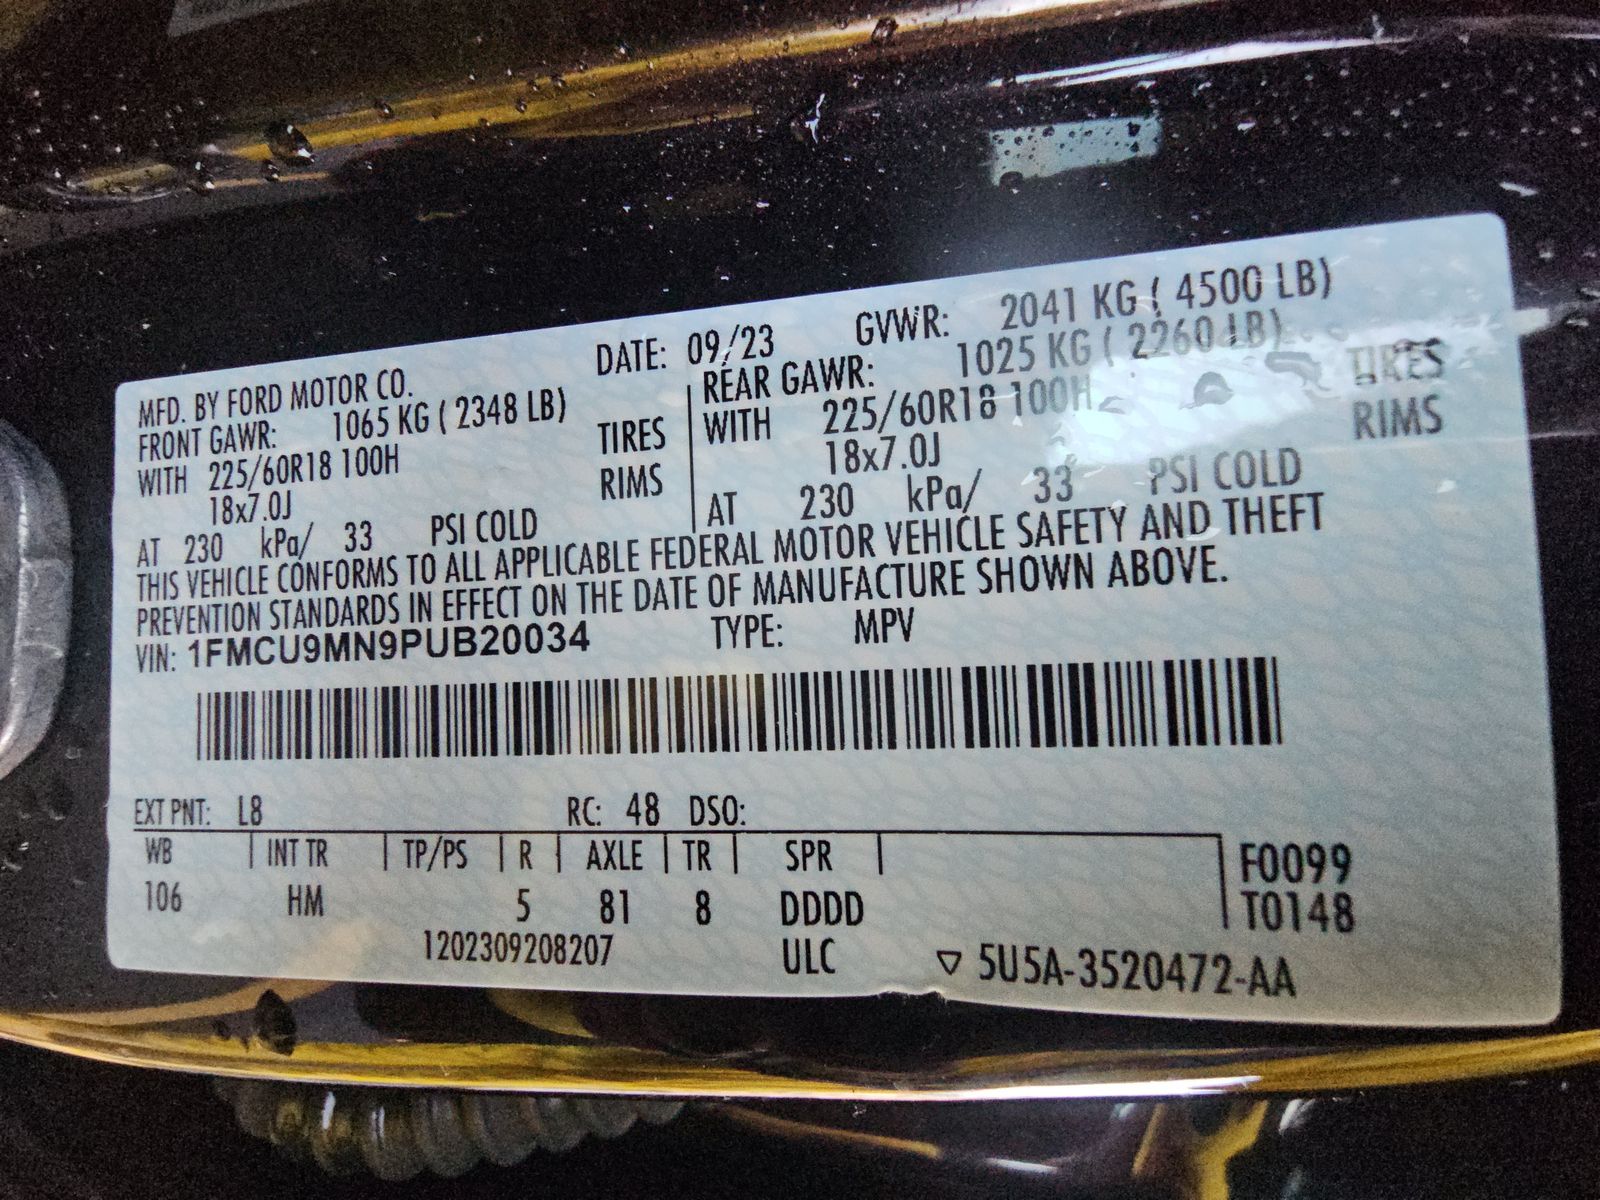 MFD. BY FORD MOTOR CO. DATE: 09/23 GVWR: 2041 KG ( 4500 LB)
FRONT GAWR: 1065 KG ( 2348 LB)
WITH 225/60R18 100H TIRES
18x7.0J RIMS
AT 230 kPa/ 33 PSI COLD
REAR GAWR: 1025 KG ( 2260 LB)
WITH 225/60R18 100H TIRES
18x7.0J RIMS
AT 230 kPa/ 33 PSI COLD
THIS VEHICLE CONFORMS TO ALL APPLICABLE FEDERAL MOTOR VEHICLE SAFETY AND THEFT
PREVENTION STANDARDS IN EFFECT ON THE DATE OF MANUFACTURE SHOWN ABOVE.
VIN: 1FMCU9MN9PUB20034 TYPE: MPV
EXT PNT: L8 RC: 48 DSO:
WB | INT TR | TP/PS | R | AXLE | TR | SPR |
106 HM 5 81 8 DDDD
F0099
T0148
1202309208207 ULC ▽ 5U5A-3520472-AA